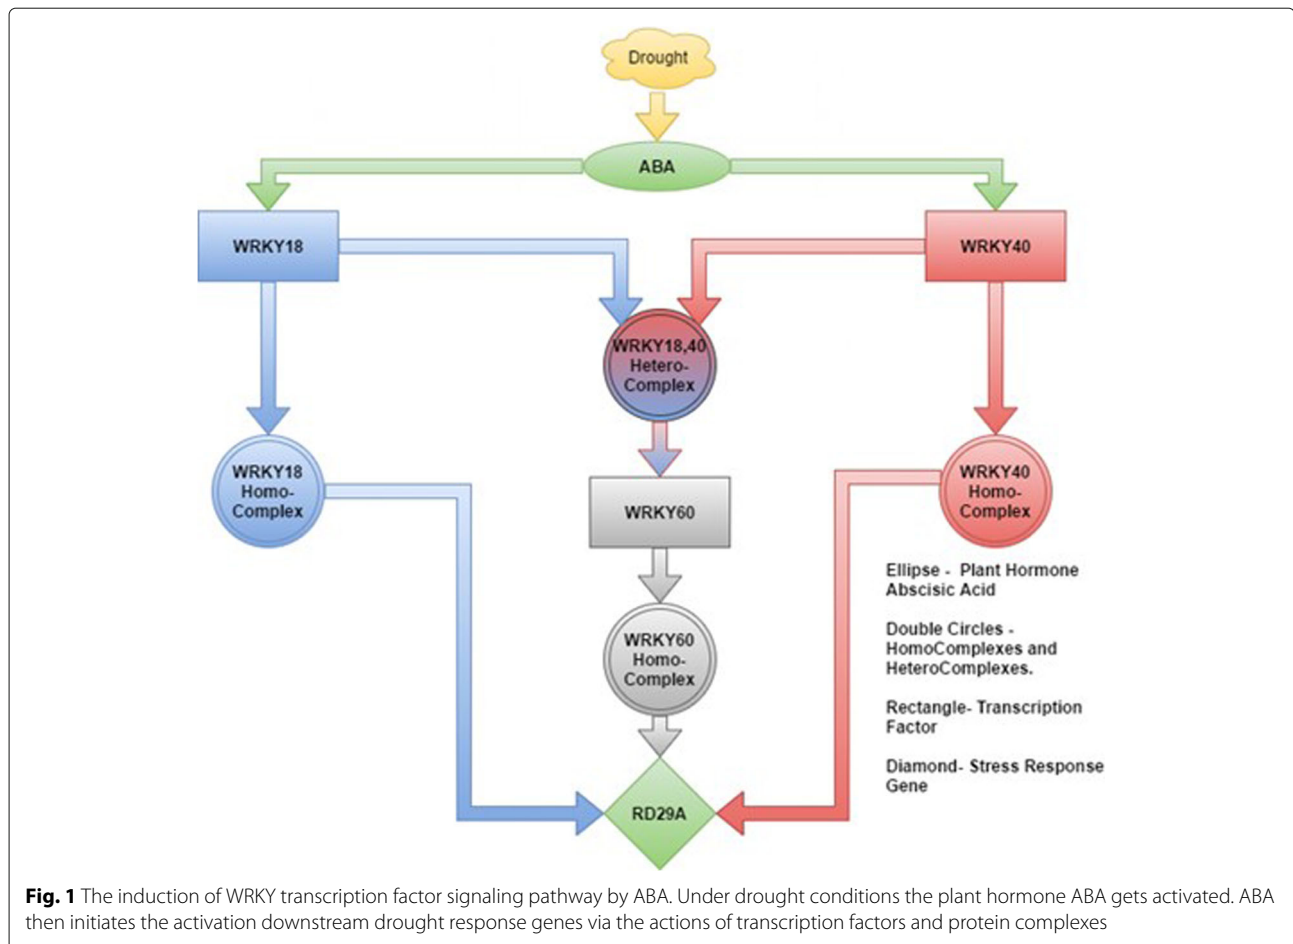 Drought
ABA
WRKY18
WRKY40
WRKY18,40
Hetero-
Complex
WRKY18
Homo-
Complex
WRKY40
Homo-
Complex
WRKY60
Ellipse -  Plant Hormone
Abscisic Acid
Double Circles -
HomoComplexes and
HeteroComplexes.
Rectangle- Transcription
Factor
Diamond- Stress Response
Gene
WRKY60
Homo-
Complex
RD29A
Fig. 1 The induction of WRKY transcription factor signaling pathway by ABA. Under drought conditions the plant hormone ABA gets activated. ABA
then initiates the activation downstream drought response genes via the actions of transcription factors and protein complexes